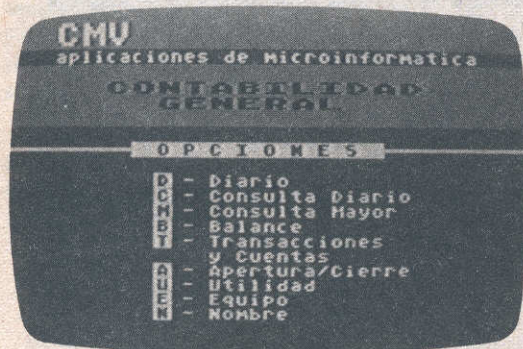 CMV
aplicaciones de Microinformatica
CONTABILIDAD
GENERAL
OPCIONES
D - Diario
C - Consulta Diario
M - Consulta Mayor
B - Balance
T - Transacciones
y Cuentas
A - Apertura/Cierre
U - Utilidad
E - Equipo
N - Nombre